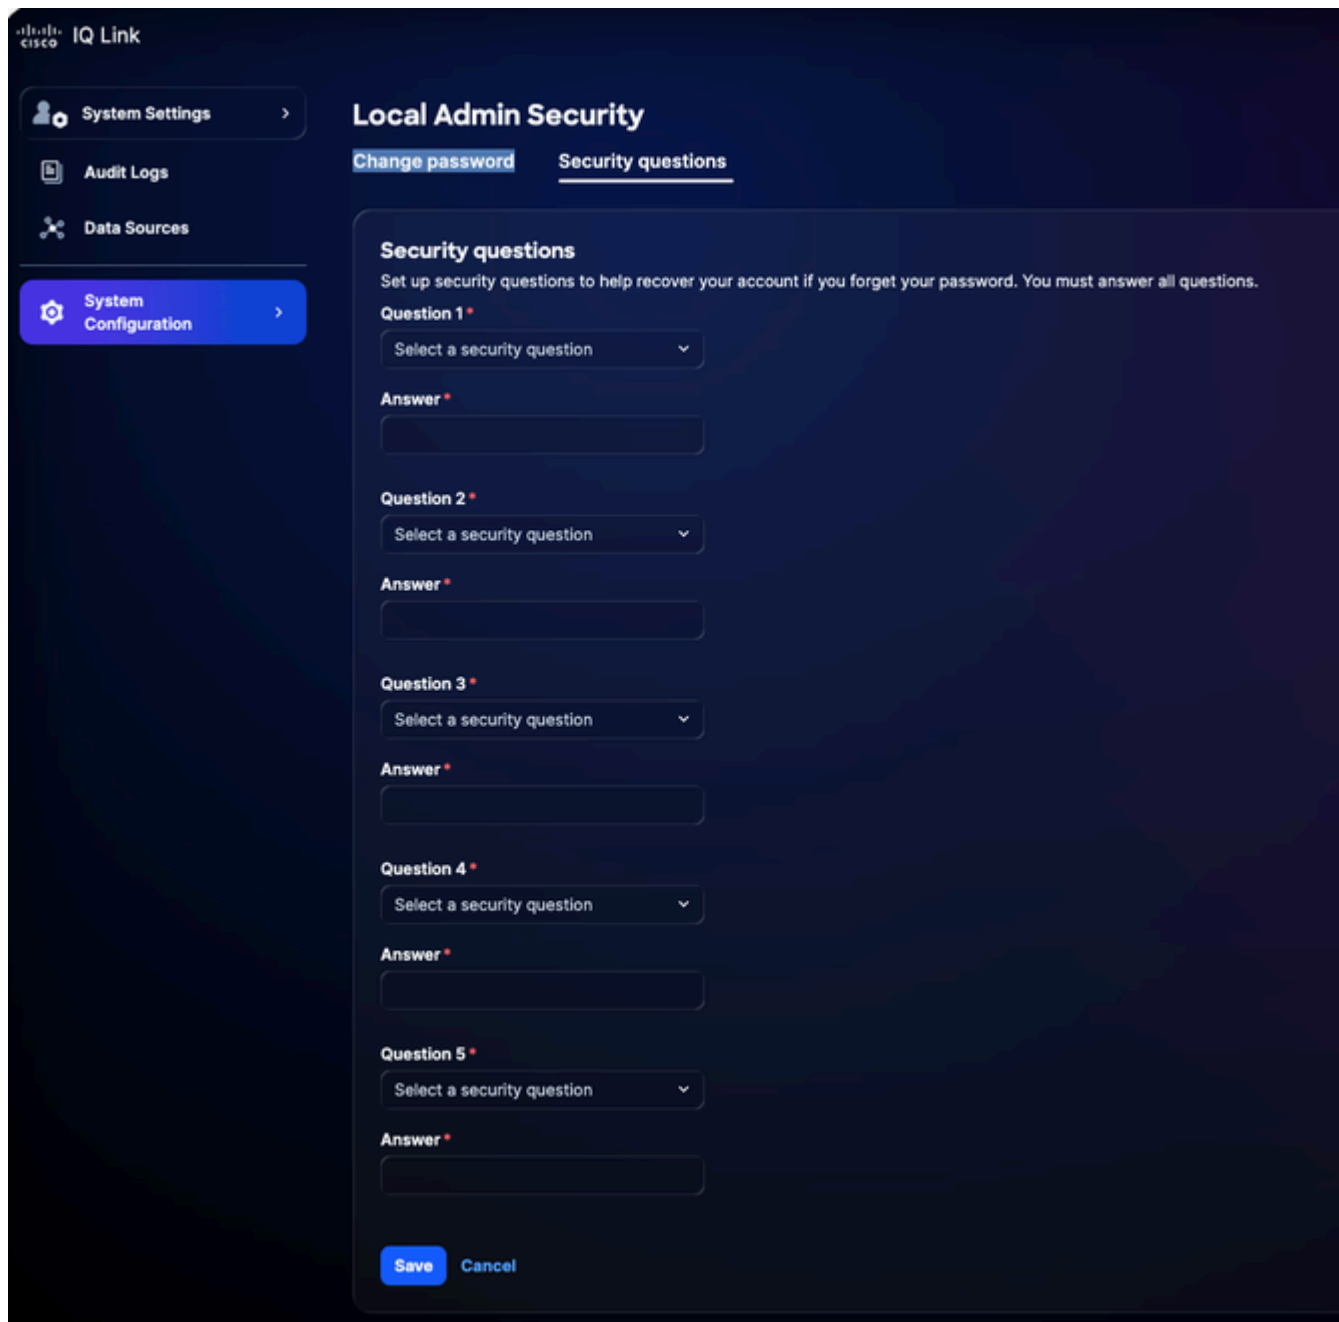 CISCO IQ Link
System Settings
Audit Logs
Data Sources
System
Configuration
Local Admin Security
Change password Security questions
Security questions
Set up security questions to help recover your account if you forget your password. You must answer all questions.
Question 1*
Select a security question
Answer*
Question 2*
Select a security question
Answer*
Question 3*
Select a security question
Answer*
Question 4*
Select a security question
Answer*
Question 5*
Select a security question
Answer*
Save Cancel